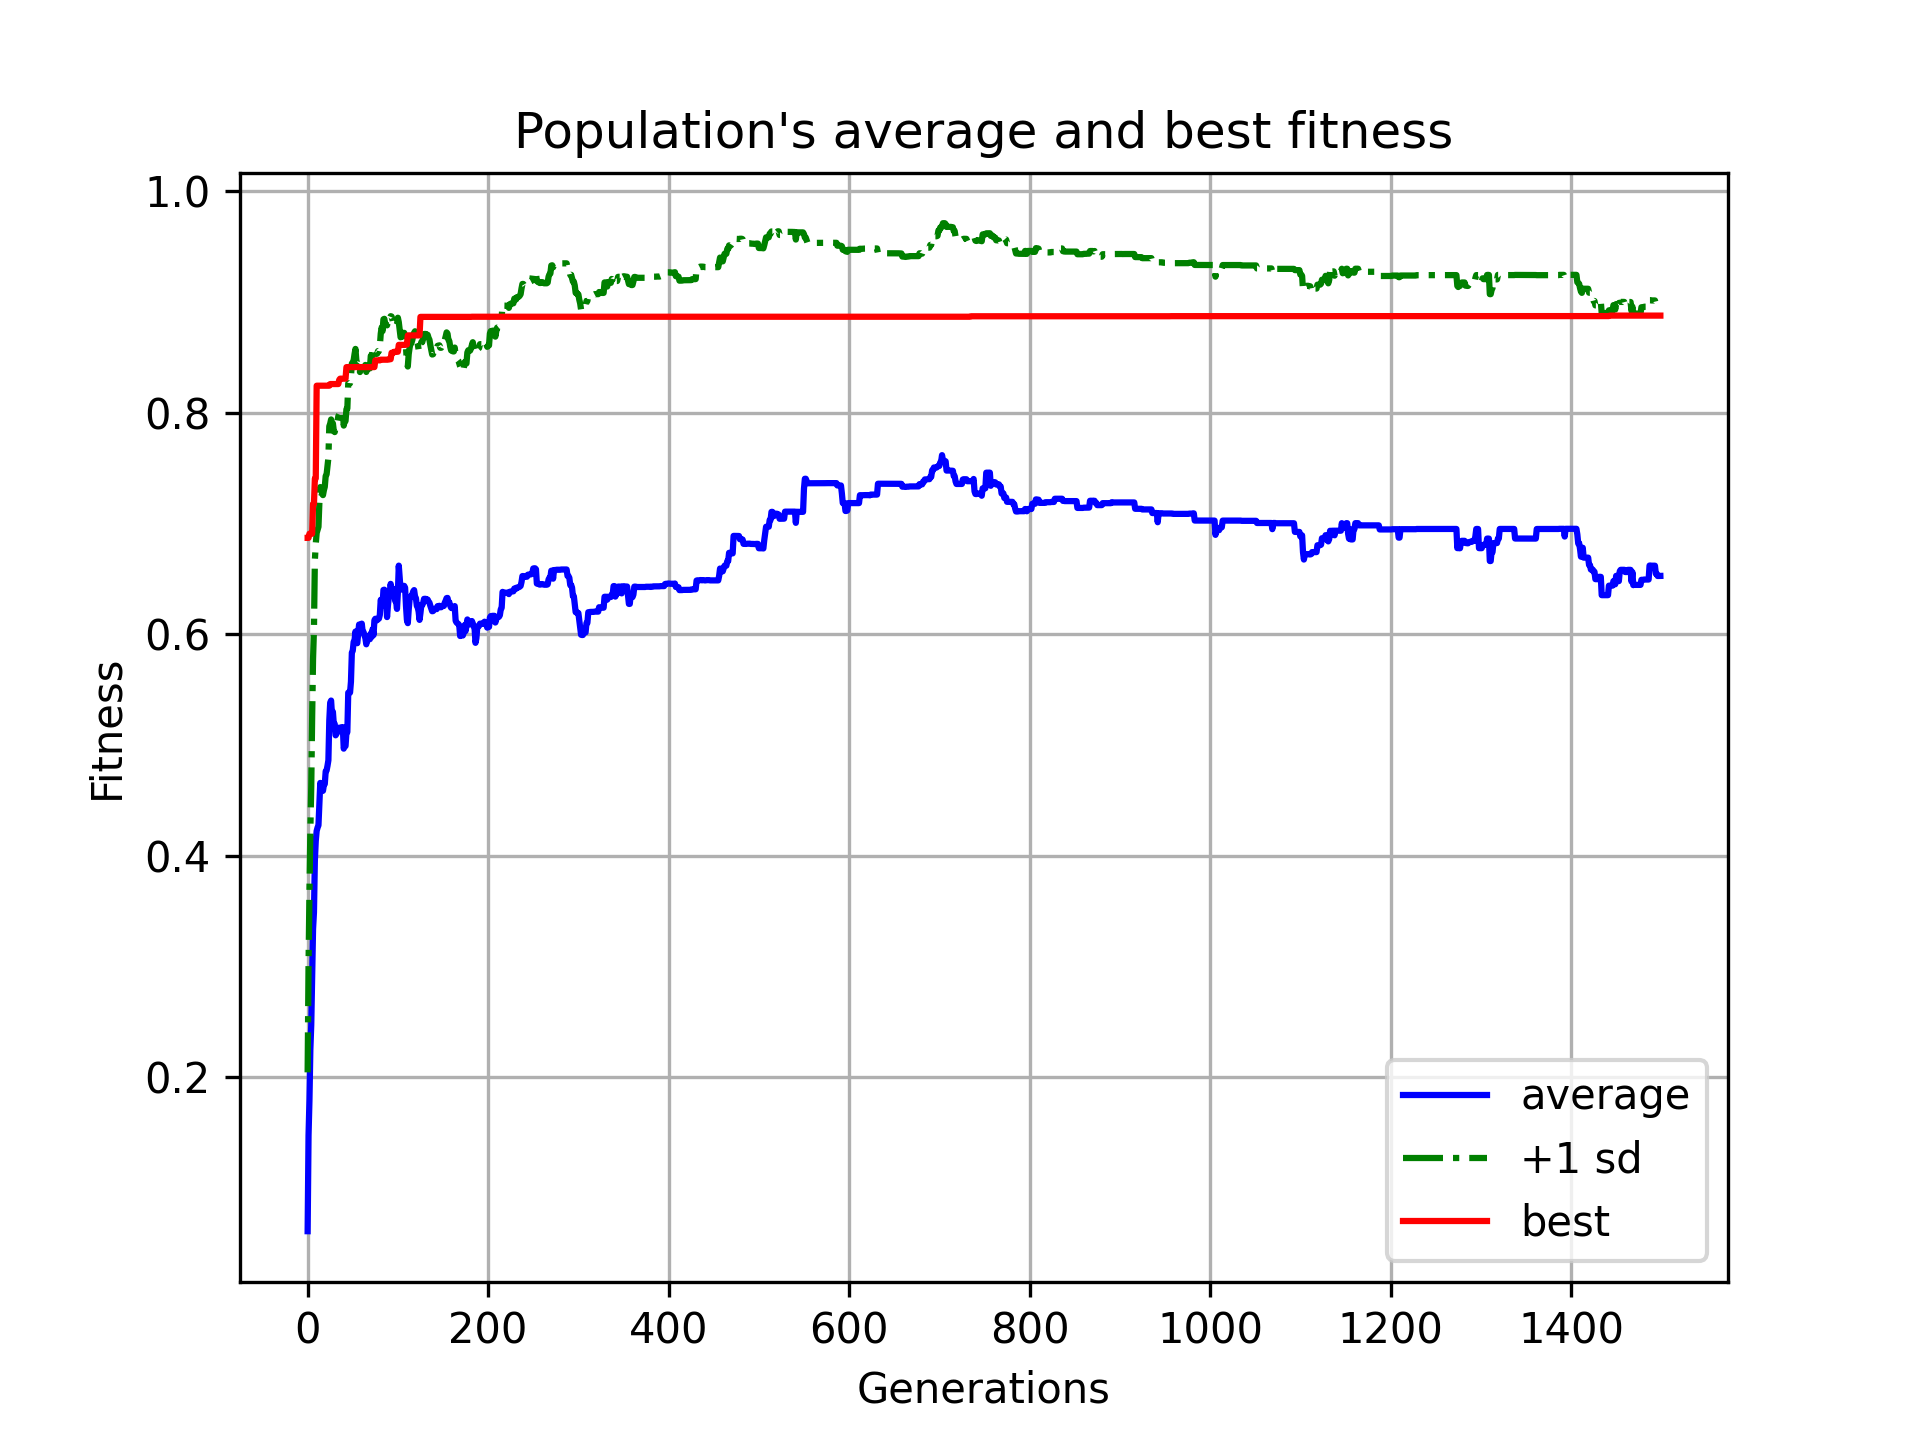 Population's average and best fitness
1.0
0.8
0.6
0.4
0.2
Fitness
0 200 400 600 800 1000 1200 1400
Generations
average
+1 sd
best